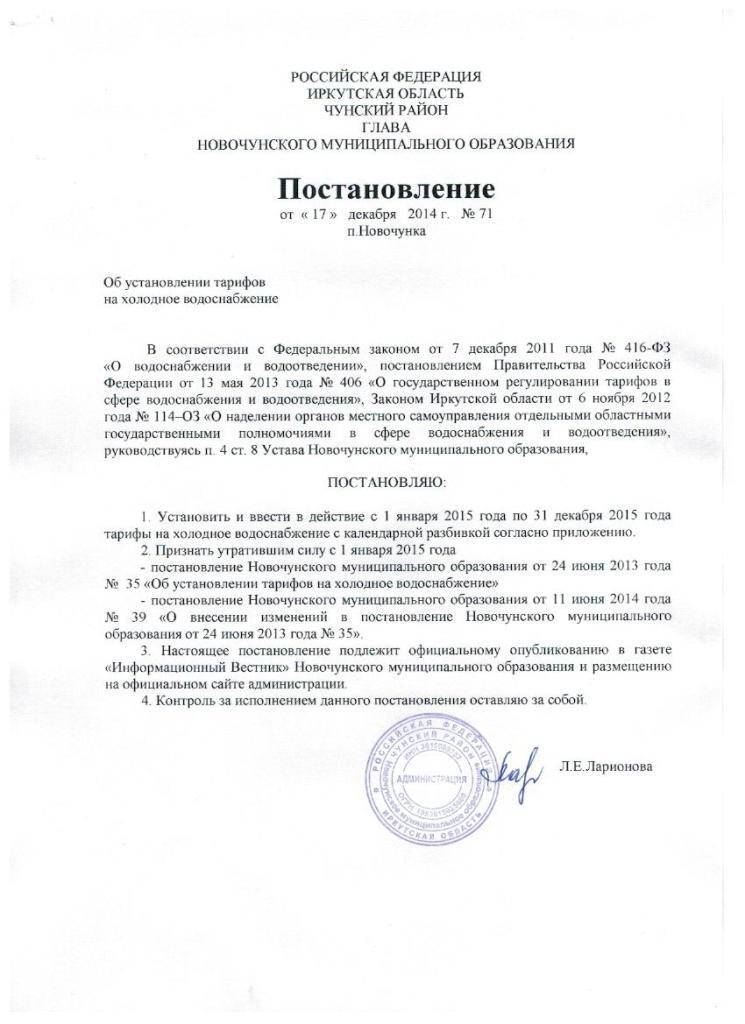 РОССИЙСКАЯ ФЕДЕРАЦИЯ
ИРКУТСКАЯ ОБЛАСТЬ
ЧУНСКИЙ РАЙОН
ГЛАВА
НОВОЧУНСКОГО МУНИЦИПАЛЬНОГО ОБРАЗОВАНИЯ
Постановление
от « 17 » декабря 2014 г. № 71
п.Новочунка
Об установлении тарифов
на холодное водоснабжение
В соответствии с Федеральным законом от 7 декабря 2011 года № 416-ФЗ
«О водоснабжении и водоотведении», постановлением Правительства Российской
Федерации от 13 мая 2013 года № 406 «О государственном регулировании тарифов в
сфере водоснабжения и водоотведения», Законом Иркутской области от 6 ноября 2012
года № 114–ОЗ «О наделении органов местного самоуправления отдельными областными
государственными полномочиями в сфере водоснабжения и водоотведения»,
руководствуясь п. 4 ст. 8 Устава Новочунского муниципального образования,
ПОСТАНОВЛЯЮ:
1. Установить и ввести в действие с 1 января 2015 года по 31 декабря 2015 года
тарифы на холодное водоснабжение с календарной разбивкой согласно приложению.
2. Признать утратившим силу с 1 января 2015 года
- постановление Новочунского муниципального образования от 24 июня 2013 года
№ 35 «Об установлении тарифов на холодное водоснабжение»
- постановление Новочунского муниципального образования от 11 июня 2014 года
№ 39 «О внесении изменений в постановление Новочунского муниципального
образования от 24 июня 2013 года № 35».
3. Настоящее постановление подлежит официальному опубликованию в газете
«Информационный Вестник» Новочунского муниципального образования и размещению
на официальном сайте администрации.
4. Контроль за исполнением данного постановления оставляю за собой.
Л.Е.Ларионова
РОССИЙСКАЯ ФЕДЕРАЦИЯ
ИРКУТСКАЯ ОБЛАСТЬ
ЧУНСКИЙ РАЙОН
Новочунское муниципальное образование
ИНН
ОГРН
АДМИНИСТРАЦИЯ